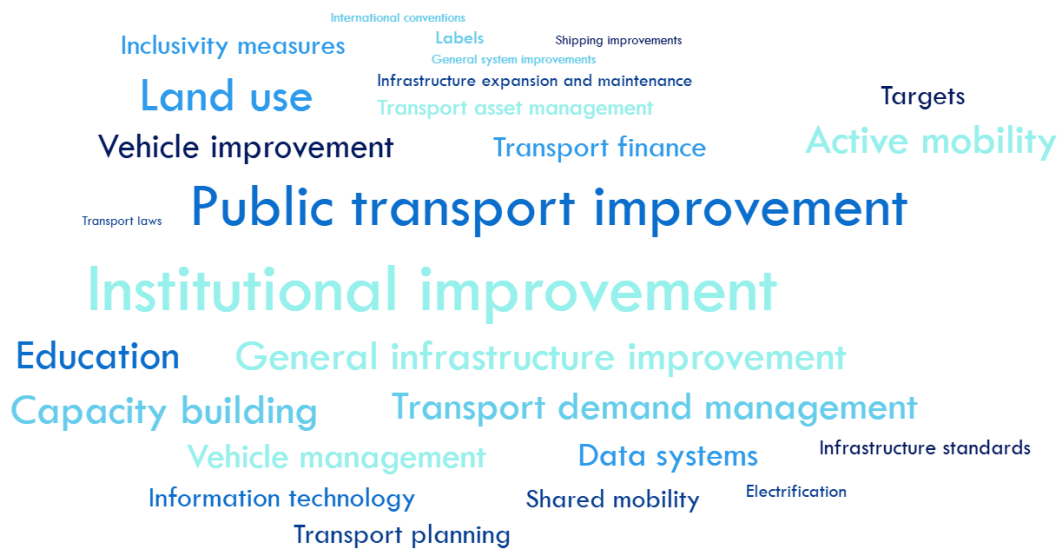 International conventions
Inclusivity measures
Labels
Shipping improvements
General system improvements
Infrastructure expansion and maintenance
Land use
Targets
Transport asset management
Vehicle improvement
Transport finance
Active mobility
Transport laws
Public transport improvement
Institutional improvement
Education
General infrastructure improvement
Capacity building
Transport demand management
Vehicle management
Data systems
Infrastructure standards
Information technology
Shared mobility
Electrification
Transport planning